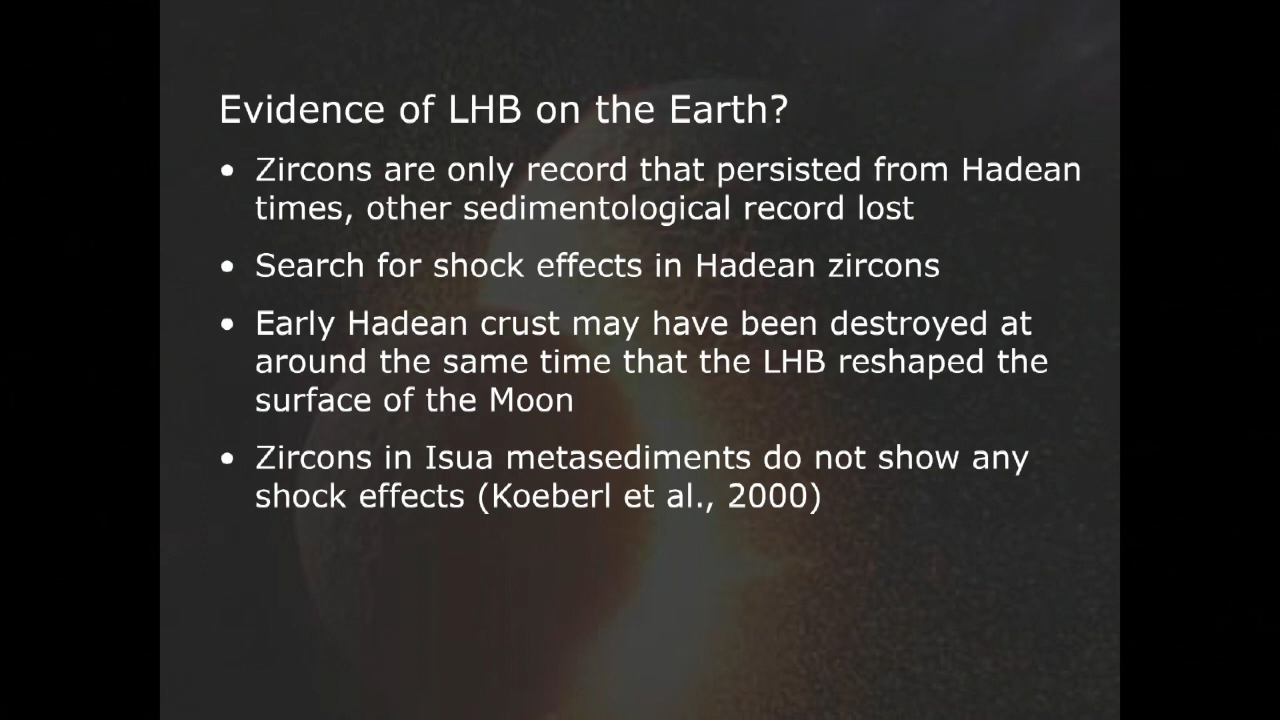 Evidence of LHB on the Earth?
• Zircons are only record that persisted from Hadean
times, other sedimentological record lost
• Search for shock effects in Hadean zircons
• Early Hadean crust may have been destroyed at
around the same time that the LHB reshaped the
surface of the Moon
• Zircons in Isua metasediments do not show any
shock effects (Koeberl et al., 2000)